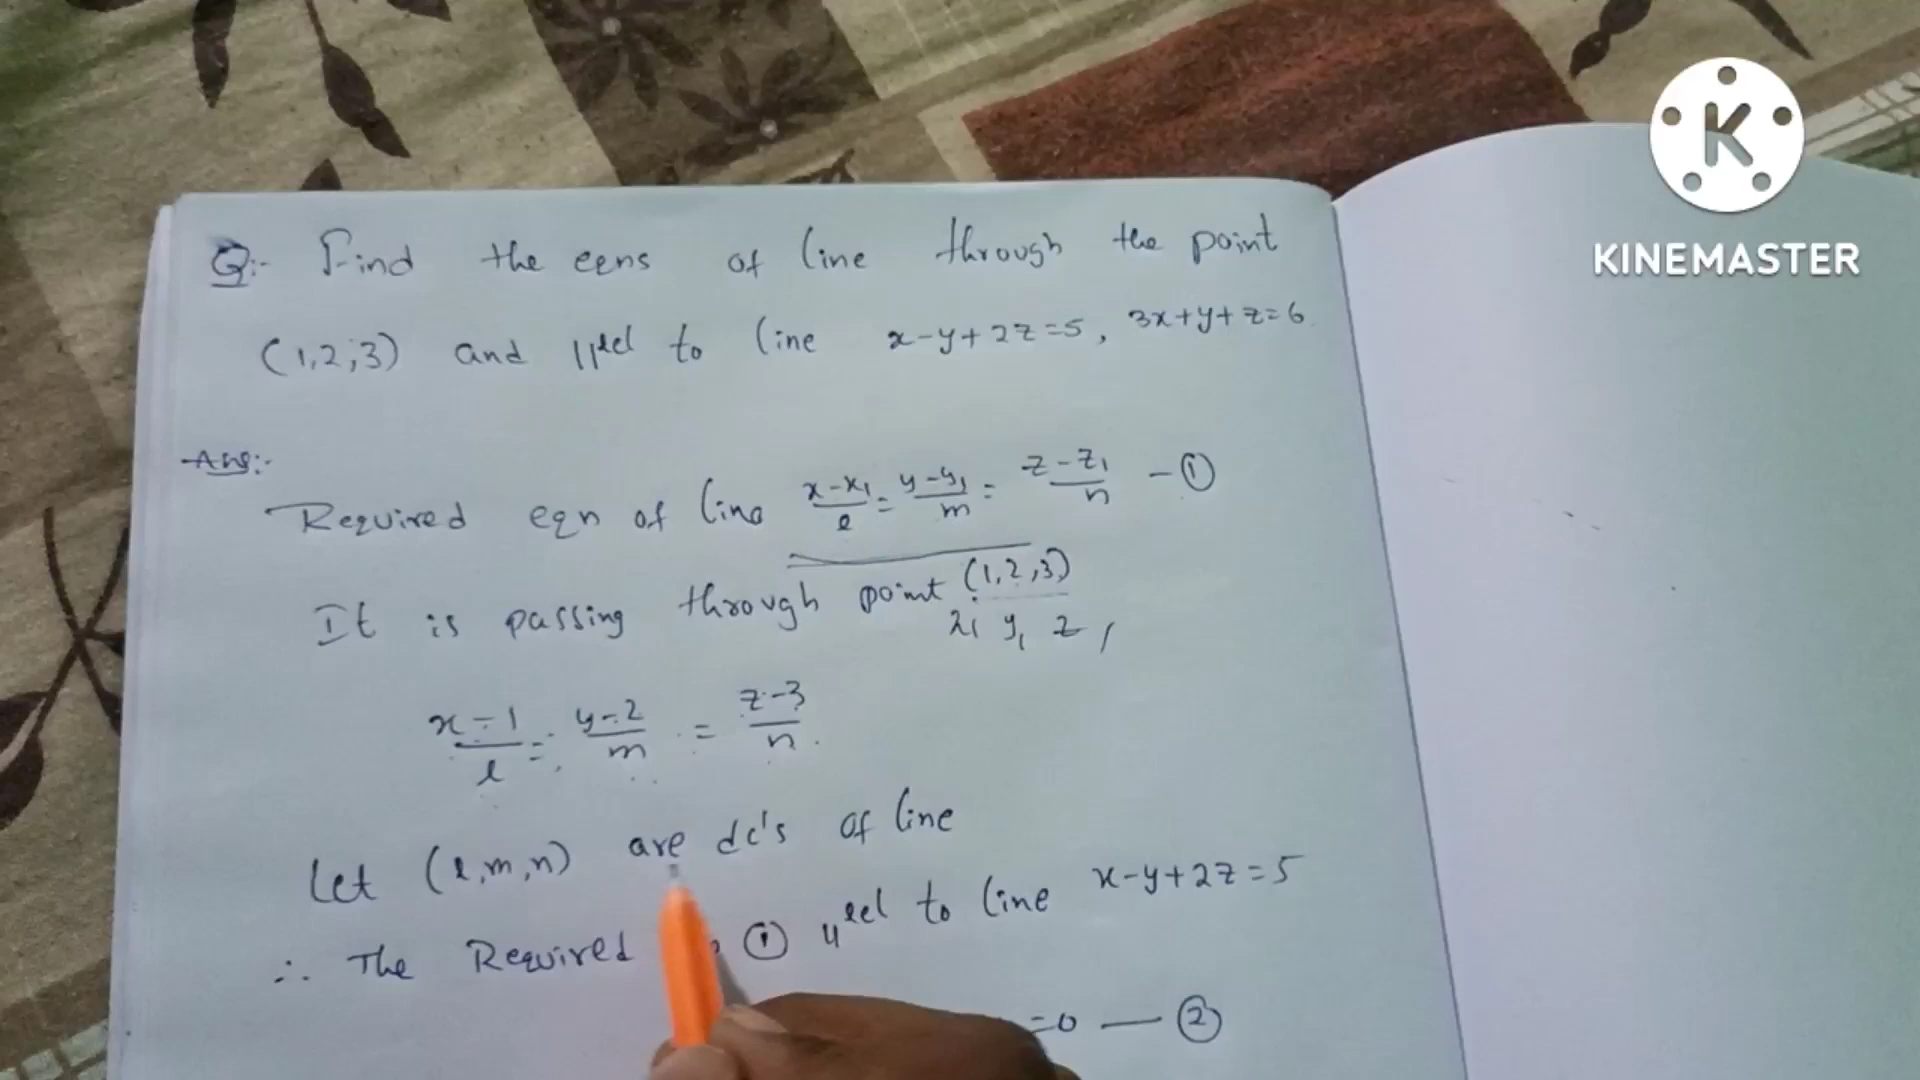 Q:- Find the eqns of line through the point
(1,2,3) and ||lel to line x-y+2z=5, 3x+y+z=6
Ans:-
Required eqn of line x-x₁/l = y-y₁/m = z-z₁/n - ①
It is passing through point (1,2,3)
x₁ y₁ z₁
x-1/l = y-2/m = z-3/n
Let (l,m,n) are dc's of line
∴ The Required ① ||lel to line x-y+2z=5
=0 — ②
K
KINEMASTER